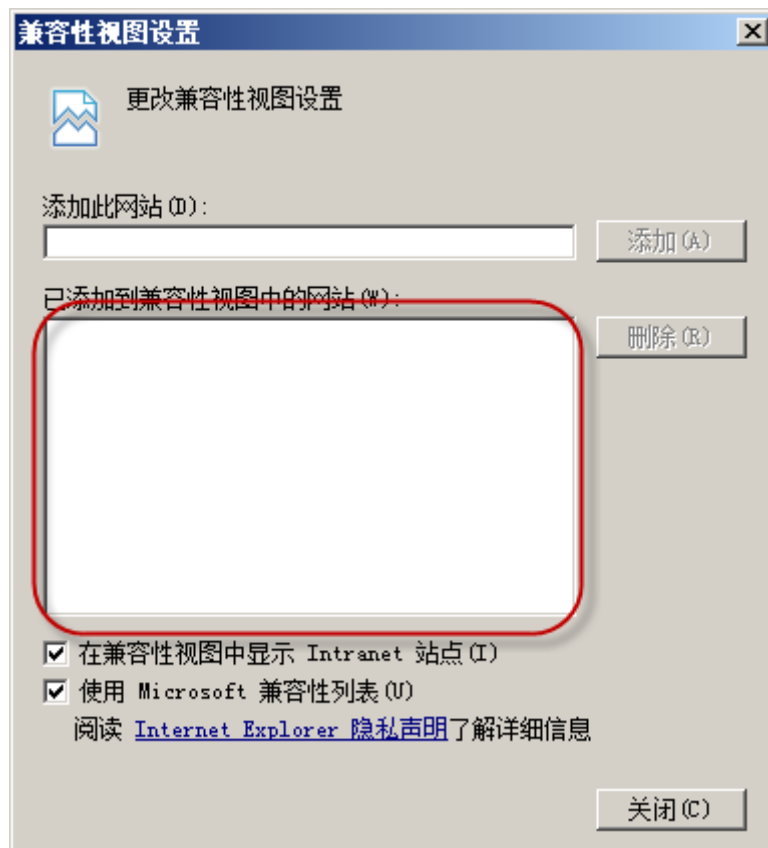 兼容性视图设置
更改兼容性视图设置
添加此网站(D):
添加(A)
已添加到兼容性视图中的网站(W):
删除(R)
在兼容性视图中显示 Intranet 站点(I)
使用 Microsoft 兼容性列表(U)
阅读 Internet Explorer 隐私声明了解详细信息
关闭(C)